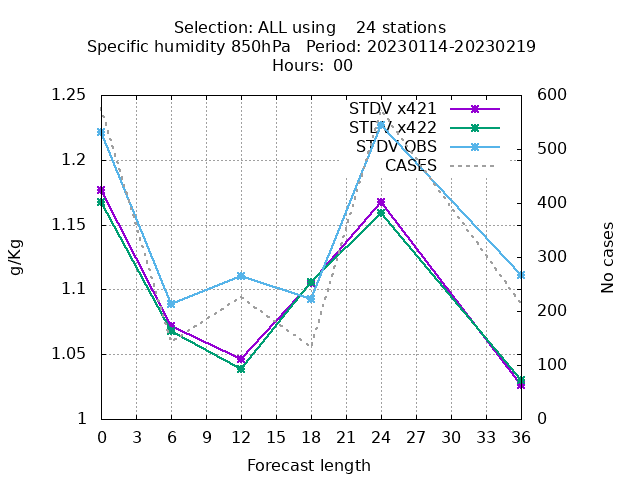 Selection: ALL using    24 stations
Specific humidity 850hPa   Period: 20230114-20230219
Hours:  00
STDV x421
STDV x422
STDV OBS
CASES
1.25
1.2
1.15
1.1
1.05
1
g/Kg
600
500
400
300
200
100
0
No cases
0 3 6 9 12 15 18 21 24 27 30 33 36
Forecast length